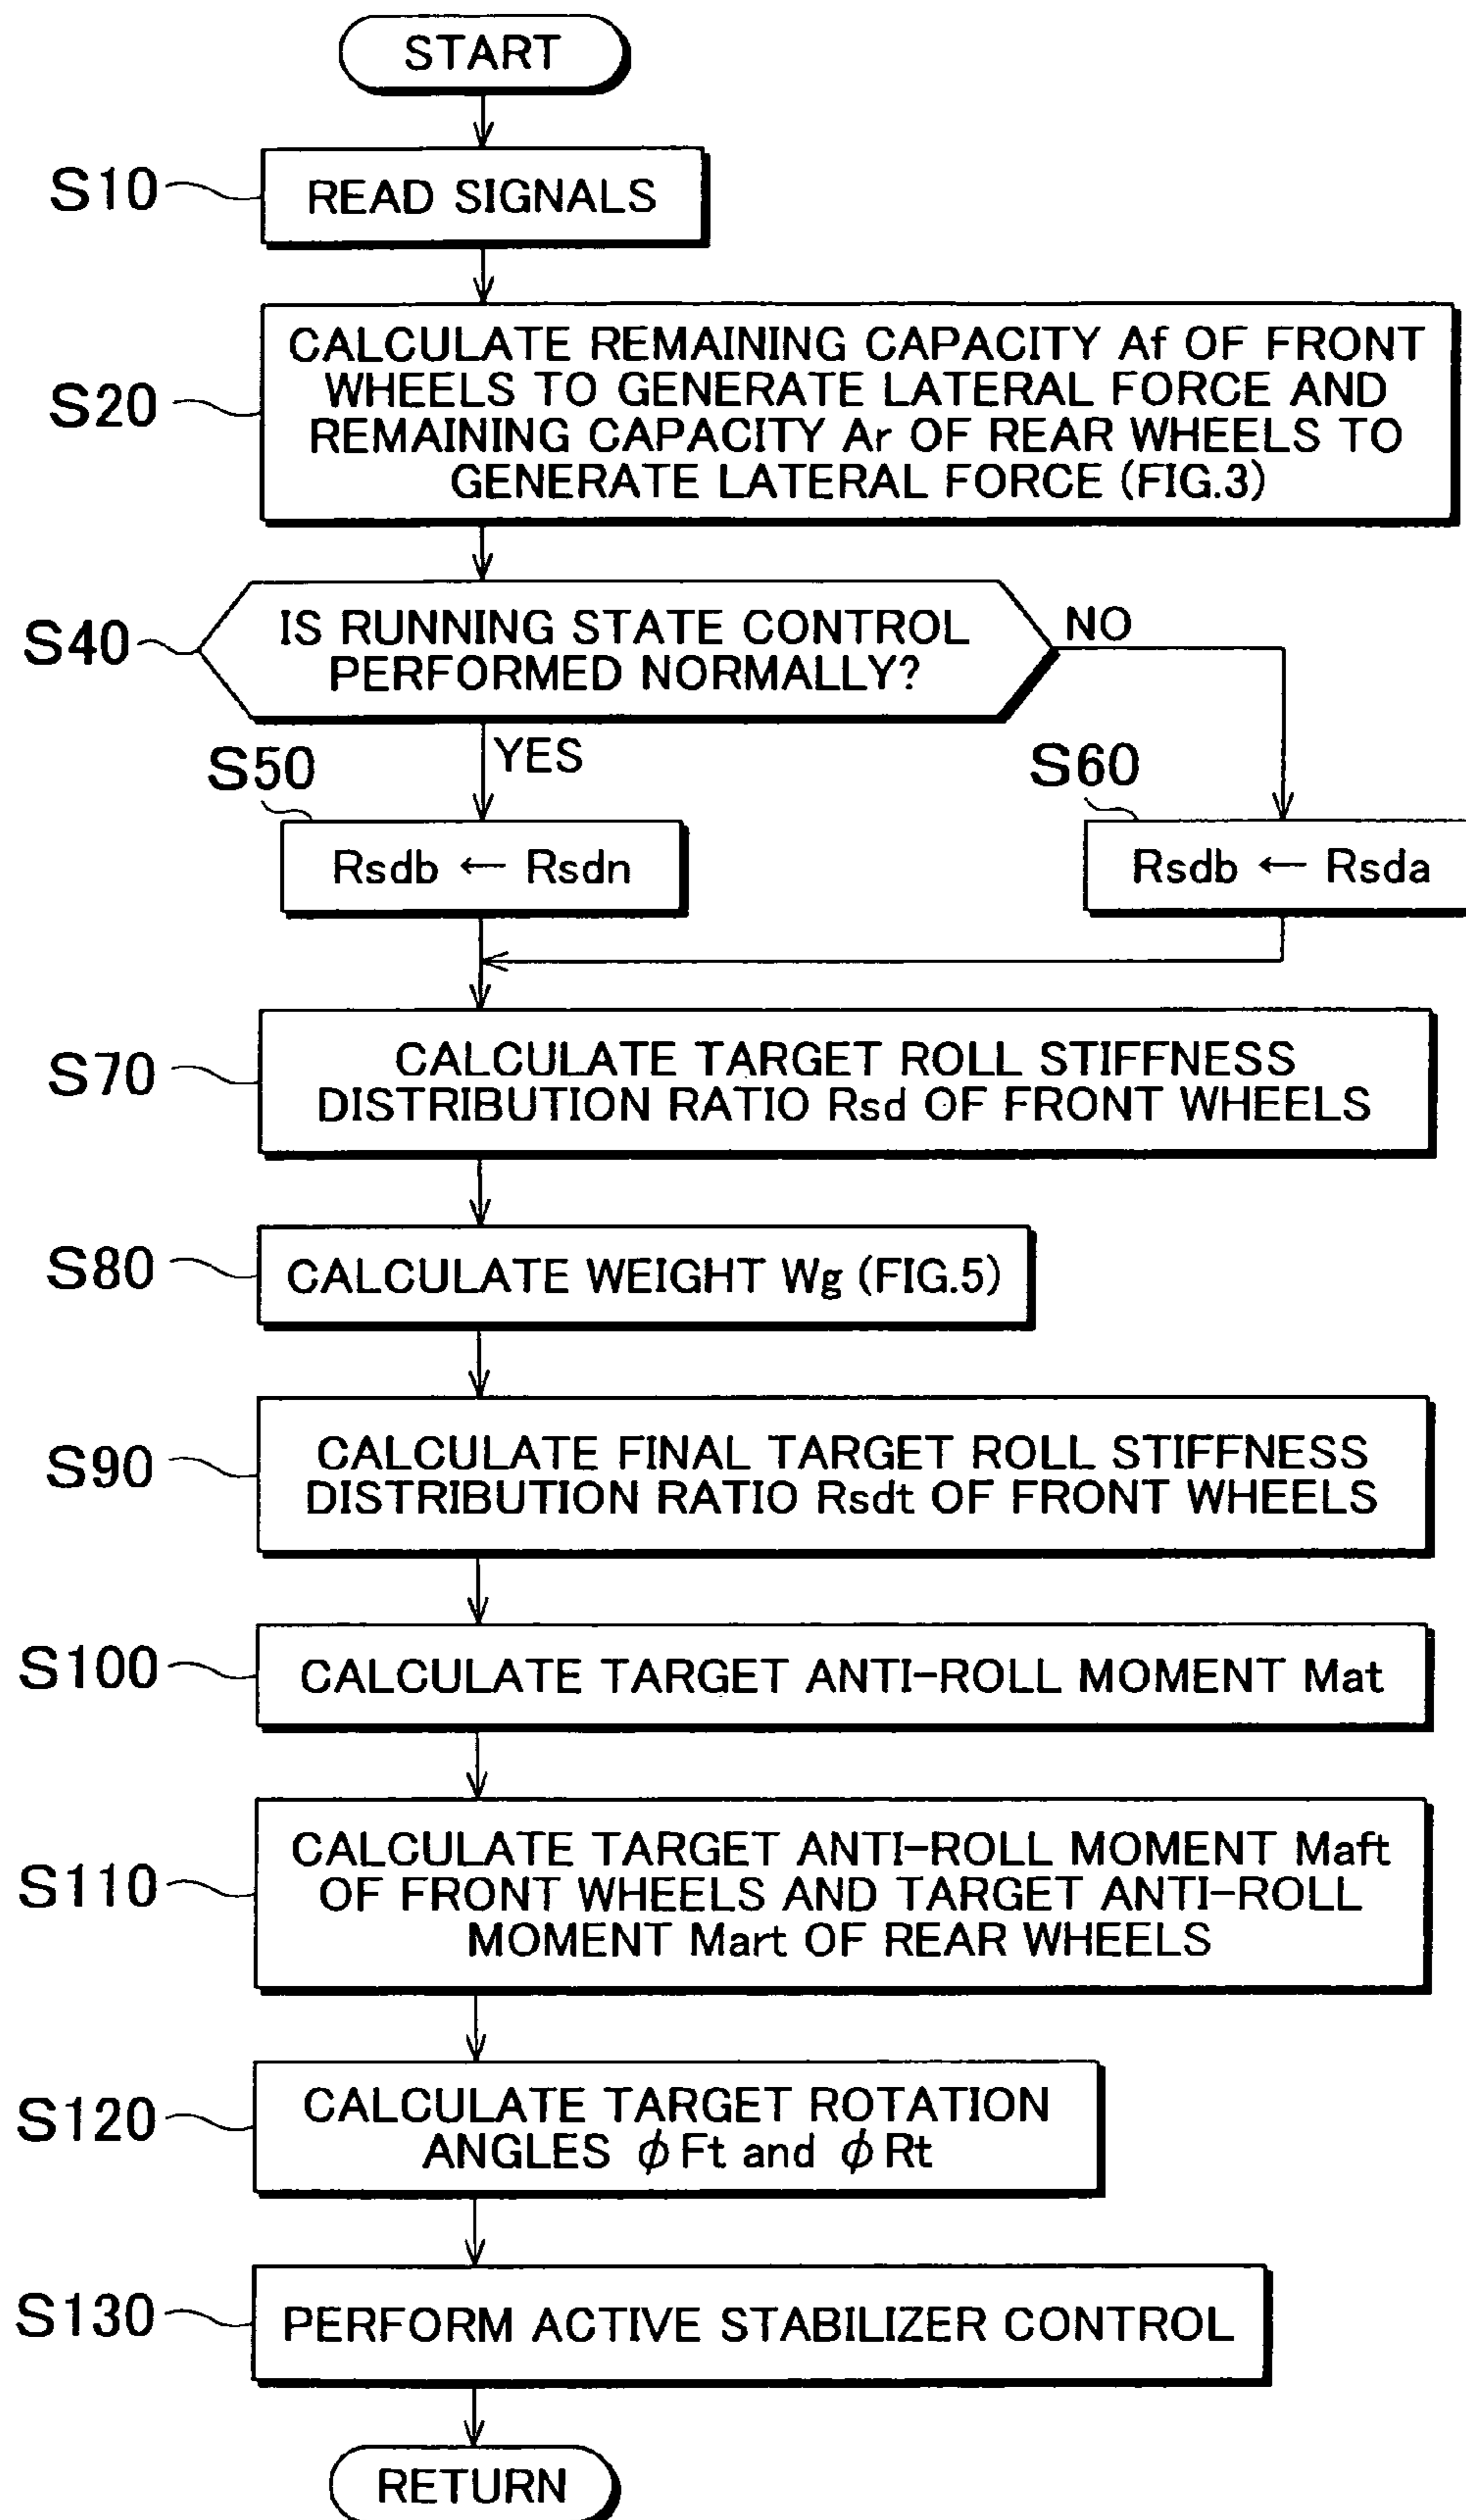 START
S10
READ SIGNALS
S20
CALCULATE REMAINING CAPACITY Af OF FRONT
WHEELS TO GENERATE LATERAL FORCE AND
REMAINING CAPACITY Ar OF REAR WHEELS TO
GENERATE LATERAL FORCE (FIG.3)
S40
IS RUNNING STATE CONTROL
PERFORMED NORMALLY?
NO
YES
S50
Rsdb ← Rsdn
S60
Rsdb ← Rsda
S70
CALCULATE TARGET ROLL STIFFNESS
DISTRIBUTION RATIO Rsd OF FRONT WHEELS
S80
CALCULATE WEIGHT Wg (FIG.5)
S90
CALCULATE FINAL TARGET ROLL STIFFNESS
DISTRIBUTION RATIO Rsdt OF FRONT WHEELS
S100
CALCULATE TARGET ANTI-ROLL MOMENT Mat
S110
CALCULATE TARGET ANTI-ROLL MOMENT Maft
OF FRONT WHEELS AND TARGET ANTI-ROLL
MOMENT Mart OF REAR WHEELS
S120
CALCULATE TARGET ROTATION
ANGLES ϕFt and ϕRt
S130
PERFORM ACTIVE STABILIZER CONTROL
RETURN